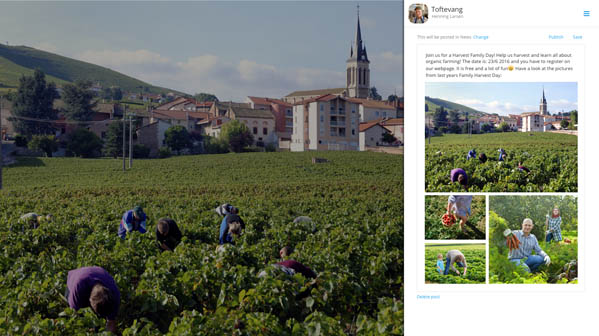 Toftevang
Henning Larsen
This will be posted in News Change
Publish Save
Join us for a Harvest Family Day! Help us harvest and learn all about
organic farming! The date is: 23/6 2016 and you have to register on
our webpage. It is free and a lot of fun😀 Have a look at the pictures
from last years Family Harvest Day:
Delete post